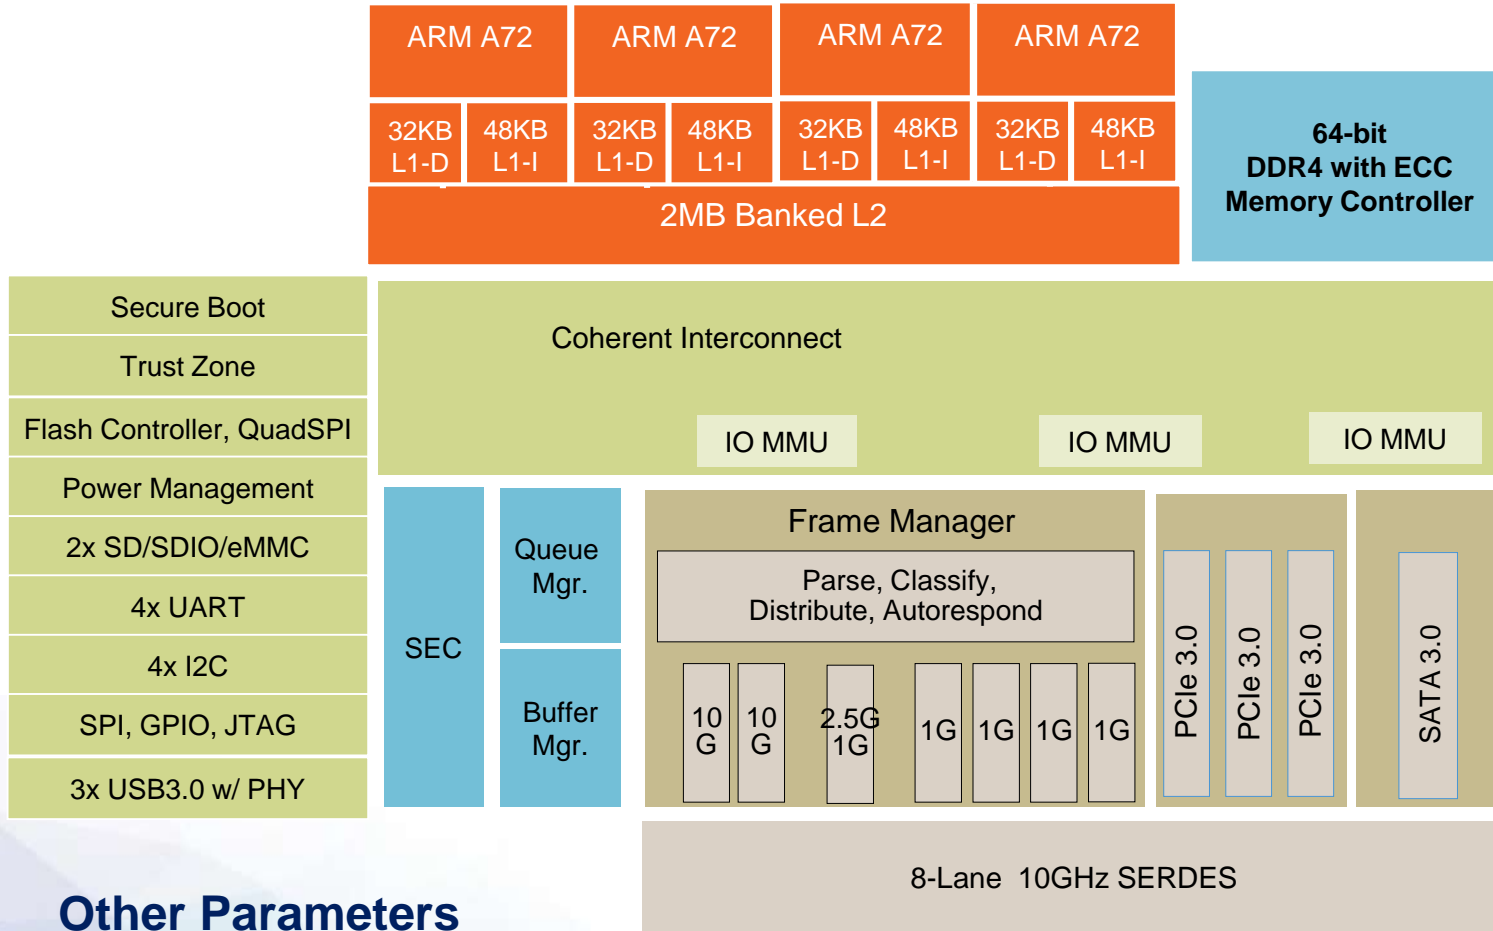 ARM A72
ARM A72
ARM A72
ARM A72
32KB
L1-D
48KB
L1-I
32KB
L1-D
48KB
L1-I
32KB
L1-D
48KB
L1-I
32KB
L1-D
48KB
L1-I
2MB Banked L2
64-bit
DDR4 with ECC
Memory Controller
Secure Boot
Trust Zone
Flash Controller, QuadSPI
Power Management
2x SD/SDIO/eMMC
4x UART
4x I2C
SPI, GPIO, JTAG
3x USB3.0 w/ PHY
Coherent Interconnect
IO MMU
IO MMU
IO MMU
SEC
Queue
Mgr.
Buffer
Mgr.
Frame Manager
Parse, Classify,
Distribute, Autorespond
10
G
10
G
2.5G
1G
1G
1G
1G
1G
PCIe 3.0
PCIe 3.0
PCIe 3.0
SATA 3.0
8-Lane 10GHz SERDES
Other Parameters